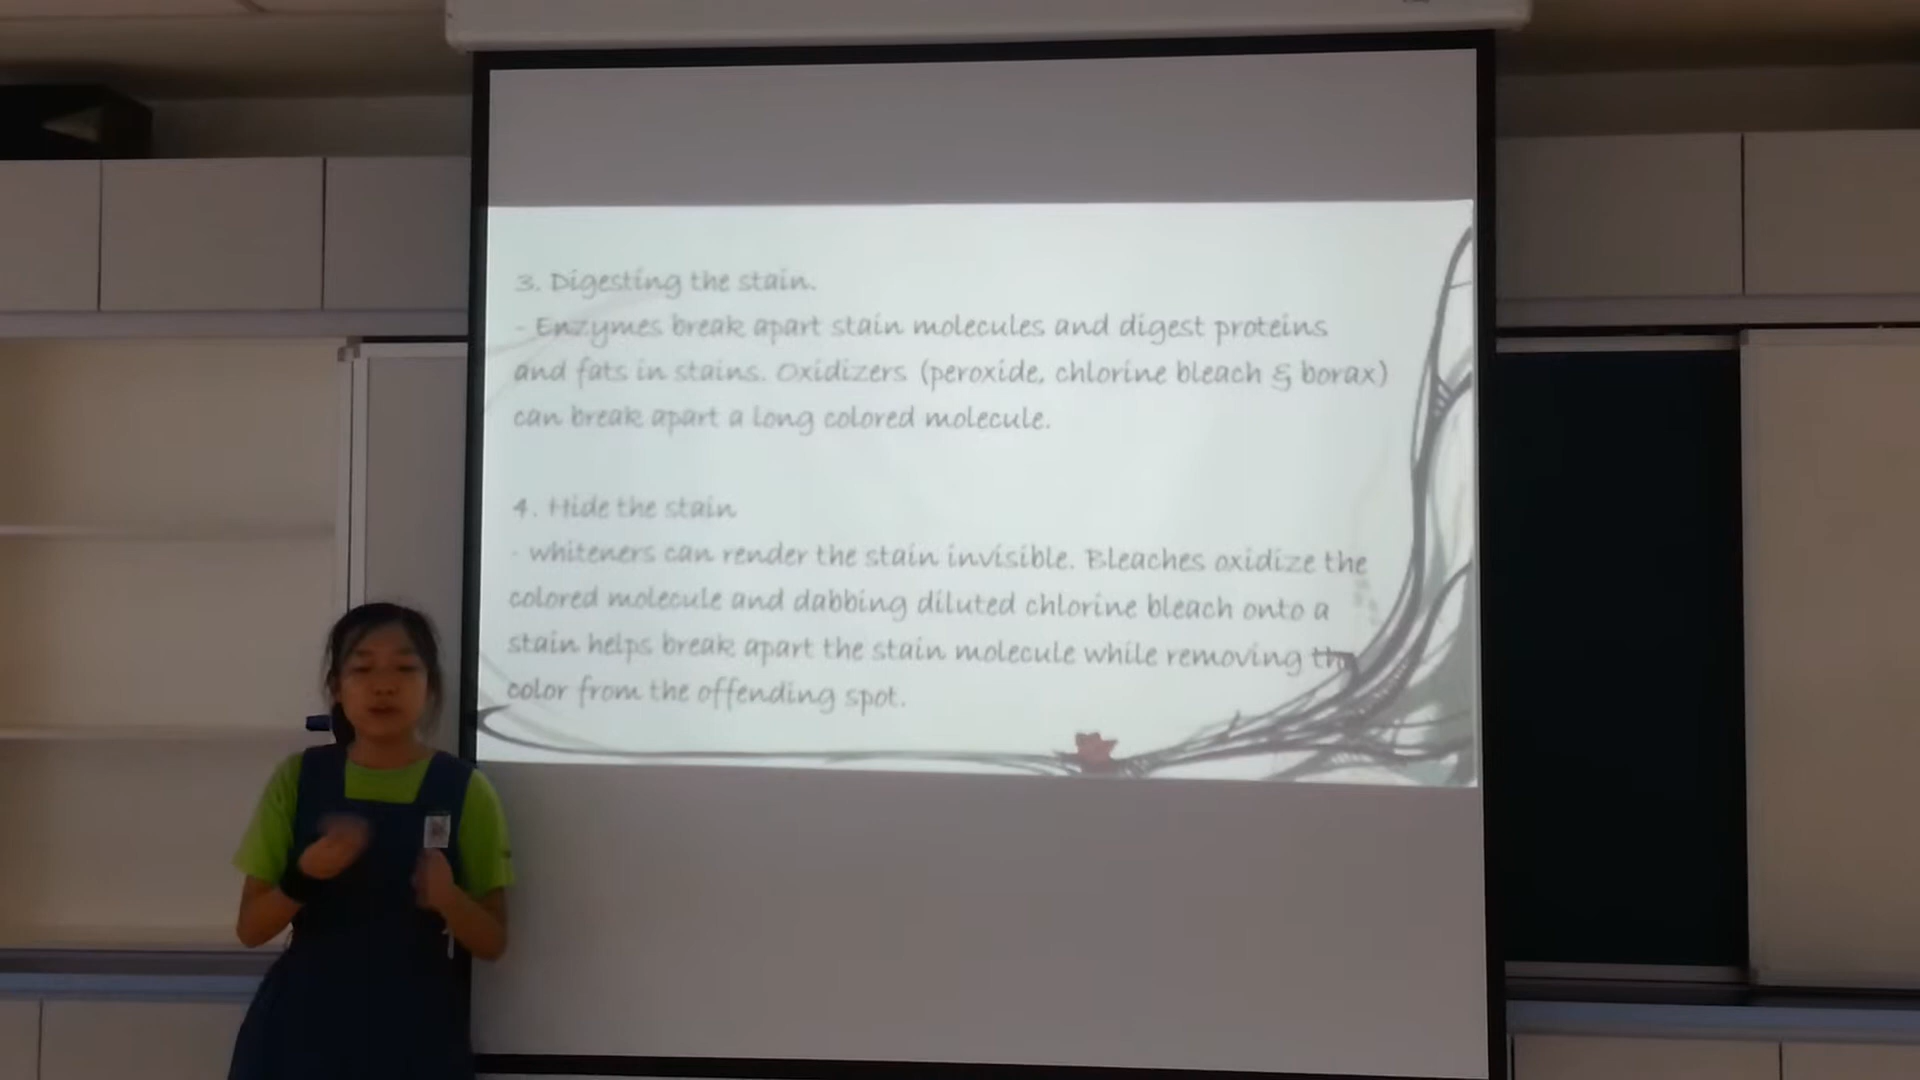 3. Digesting the stain.
- Enzymes break apart stain molecules and digest proteins
and fats in stains. Oxidizers (peroxide, chlorine bleach & borax)
can break apart a long colored molecule.
4. Hide the stain
- whiteners can render the stain invisible. Bleaches oxidize the
colored molecule and dabbing diluted chlorine bleach onto a
stain helps break apart the stain molecule while removing the
color from the offending spot.